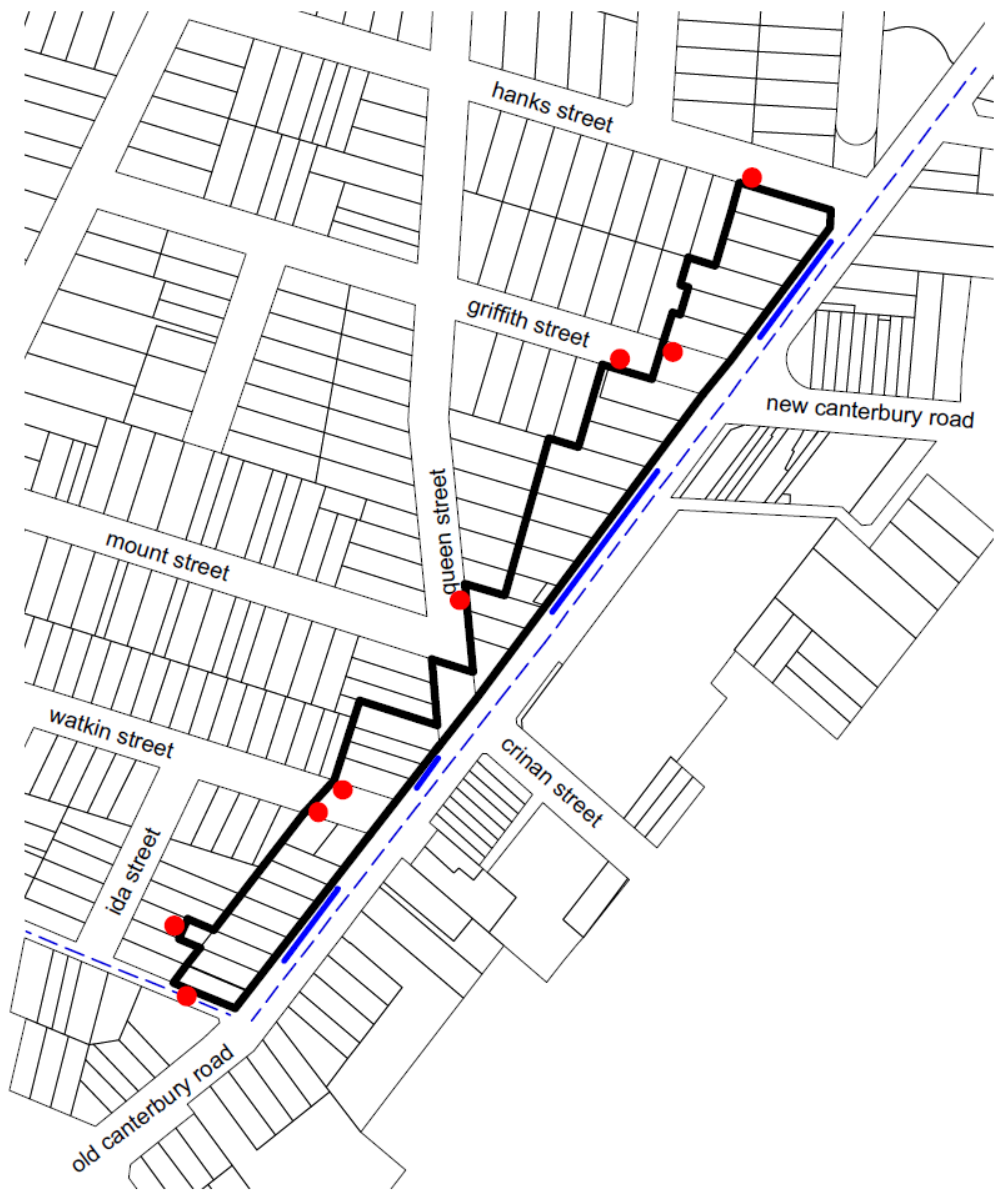 hanks street
griffith street
new canterbury road
queen street
mount street
watkin street
crinan street
ida street
old canterbury road